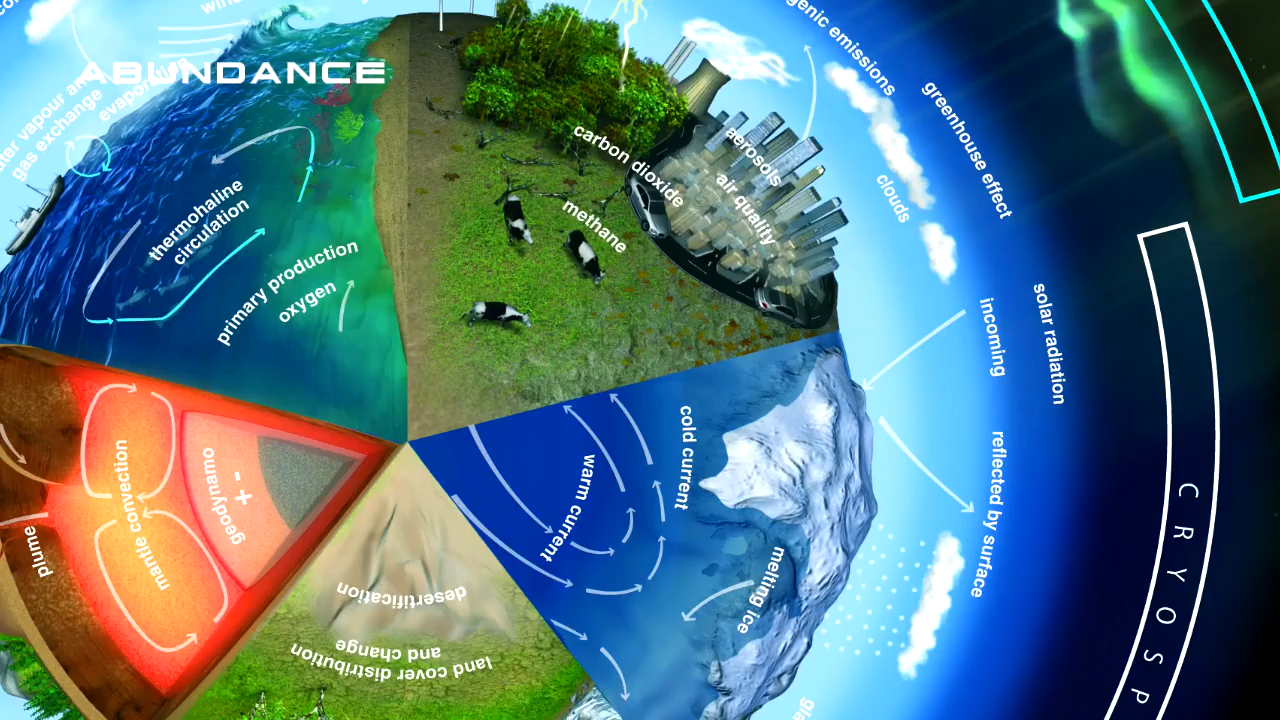 ABUNDANCE
gas exchange
thermohaline
circulation
primary production
oxygen
carbon dioxide
methane
aerosols
air quality
greenhouse effect
clouds
incoming
solar radiation
reflected by surface
cold current
warm current
melting ice
geodynamo
- +
mantle convection
plume
desertification
land cover distribution
and change
emissions
C R Y O S P